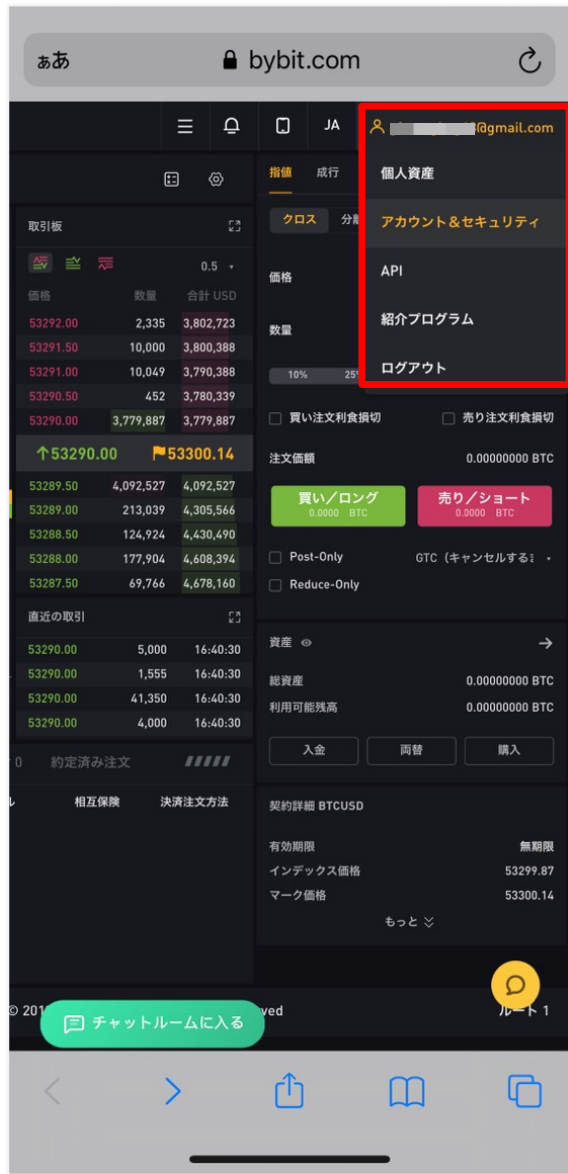 ぁあ bybit.com
JA @gmail.com
個人資産
アカウント＆セキュリティ
API
紹介プログラム
ログアウト
取引板
0.5
価格 数量 合計 USD
53292.00 2,335 3,802,723
53291.50 10,000 3,800,388
53291.00 10,049 3,790,388
53290.50 452 3,780,339
53290.00 3,779,887 3,779,887
↑53290.00 53300.14
53289.50 4,092,527 4,092,527
53289.00 213,039 4,305,566
53288.50 124,924 4,430,490
53288.00 177,904 4,608,394
53287.50 69,766 4,678,160
直近の取引
53290.00 5,000 16:40:30
53290.00 1,555 16:40:30
53290.00 41,350 16:40:30
53290.00 4,000 16:40:30
0 約定済み注文
ル 相互保険 決済注文方法
指値 成行
クロス 分離
価格
数量
10% 25%
買い注文利食損切 売り注文利食損切
注文価額 0.00000000 BTC
買い／ロング 売り／ショート
0.0000 BTC 0.0000 BTC
Post-Only GTC（キャンセルする
Reduce-Only
資産 →
総資産 0.00000000 BTC
利用可能残高 0.00000000 BTC
入金 両替 購入
契約詳細 BTCUSD
有効期限 無期限
インデックス価格 53299.87
マーク価格 53300.14
もっと
© 201 ved ルート 1
チャットルームに入る